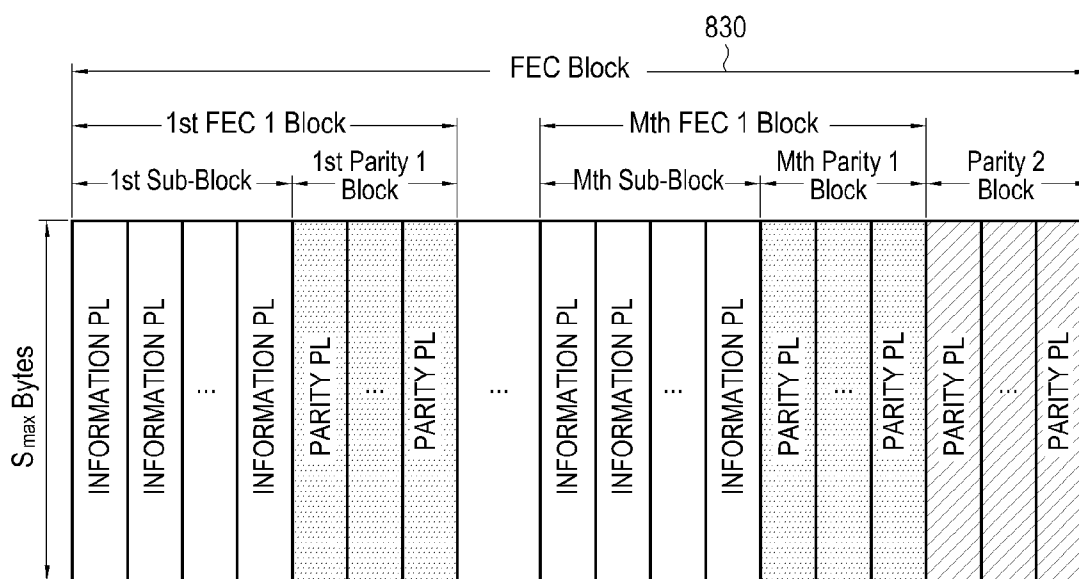 830
FEC Block
1st FEC 1 Block
Mth FEC 1 Block
1st Sub-Block
1st Parity 1
Block
Mth Sub-Block
Mth Parity 1
Block
Parity 2
Block
Smax Bytes
INFORMATION PL
INFORMATION PL
...
INFORMATION PL
PARITY PL
...
PARITY PL
...
INFORMATION PL
INFORMATION PL
...
INFORMATION PL
PARITY PL
...
PARITY PL
PARITY PL
...
PARITY PL